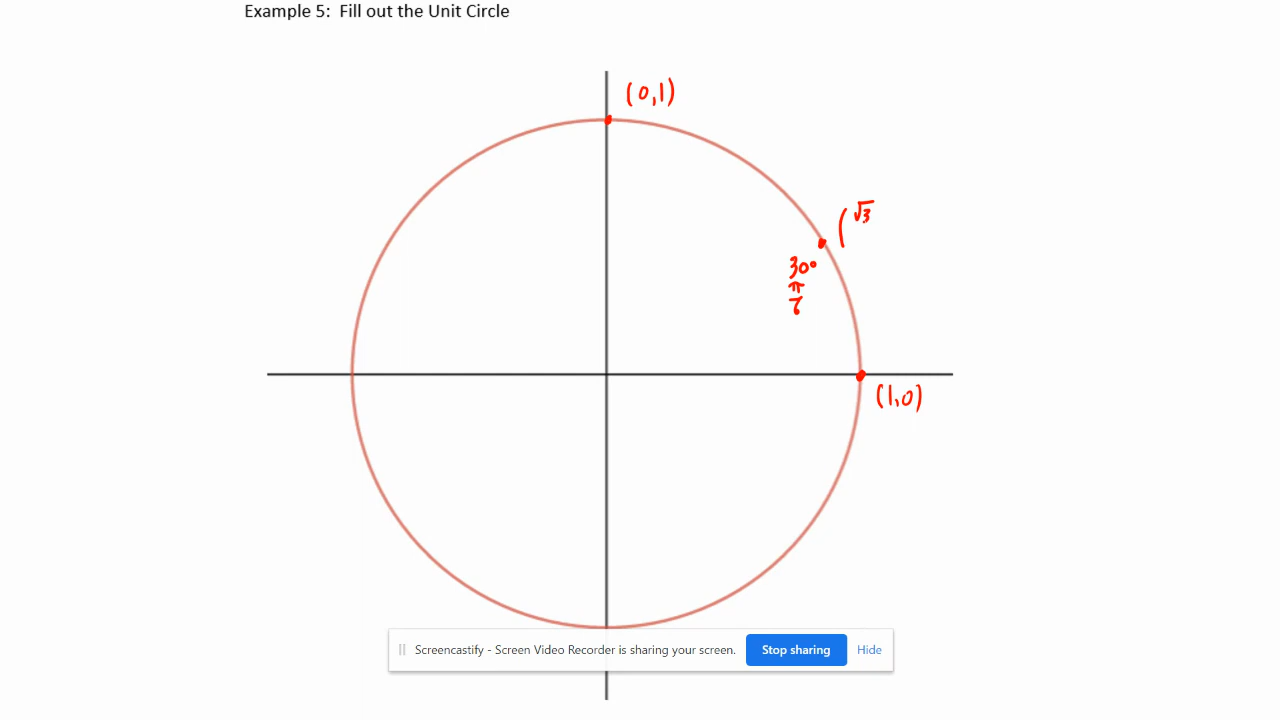 Example 5: Fill out the Unit Circle
(0,1)
(√3
30°
π
6
(1,0)
Screencastify - Screen Video Recorder is sharing your screen.
Stop sharing
Hide